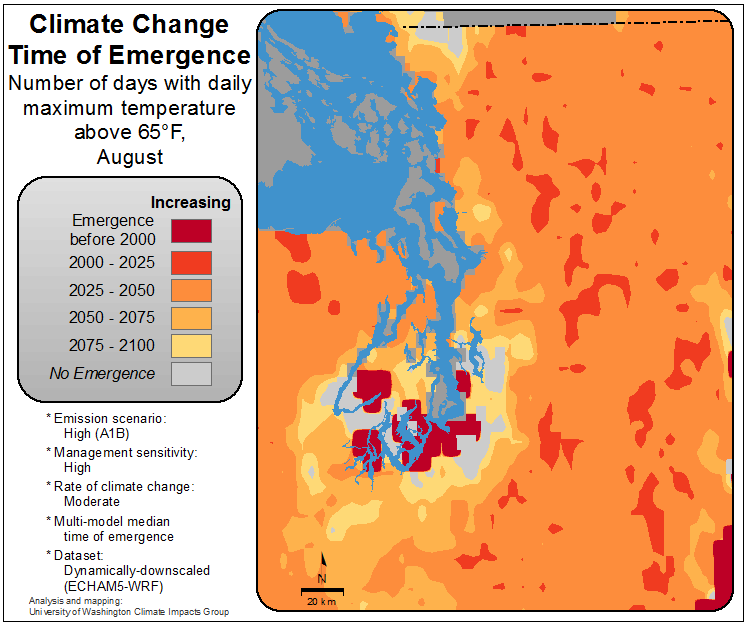 Climate Change
Time of Emergence
Number of days with daily
maximum temperature
above 65°F,
August
Increasing
Emergence
before 2000
2000 - 2025
2025 - 2050
2050 - 2075
2075 - 2100
No Emergence
* Emission scenario:
High (A1B)
* Management sensitivity:
High
* Rate of climate change:
Moderate
* Multi-model median
time of emergence
* Dataset:
Dynamically-downscaled
(ECHAM5-WRF)
Analysis and mapping:
University of Washington Climate Impacts Group
N
20 km